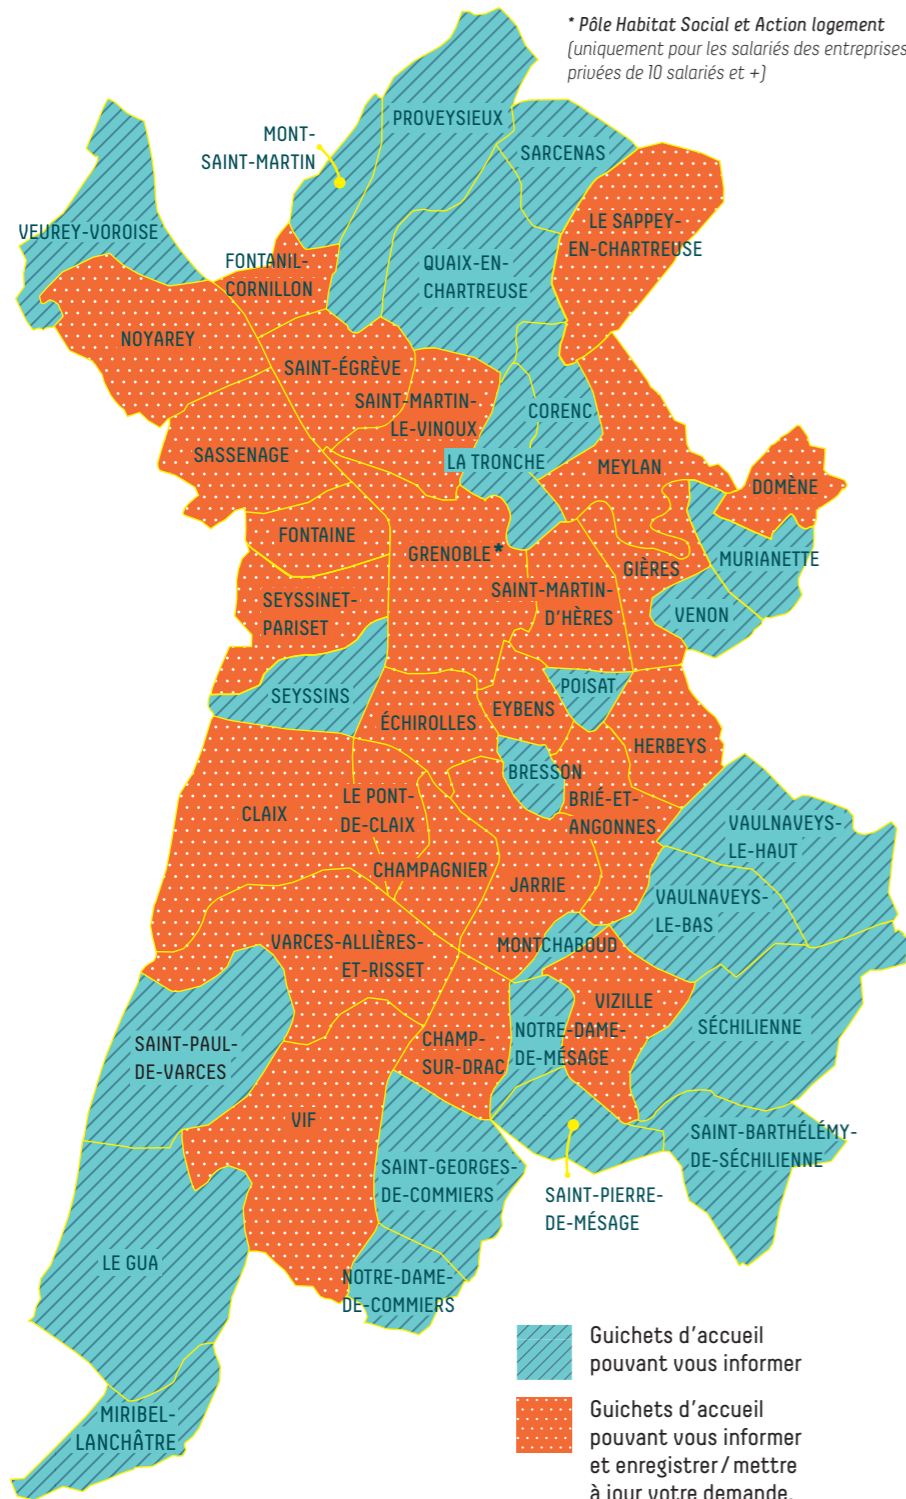 * Pôle Habitat Social et Action logement
(uniquement pour les salariés des entreprises
privées de 10 salariés et +)
PROVEYSIEUX
MONT-
SAINT-MARTIN
SARCENAS
LE SAPPEY-
EN-CHARTREUSE
VEUREY-VOROISE
FONTANIL-
CORNILLON
QUAIX-EN-
CHARTREUSE
NOYAREY
SAINT-ÉGRÈVE
SAINT-MARTIN-
LE-VINOUX
CORENC
SASSENAGE
LA TRONCHE
MEYLAN
DOMÈNE
FONTAINE
GRENOBLE *
MURIANETTE
GIÈRES
SEYSSINET-
PARISET
SAINT-MARTIN-
D'HÈRES
VENON
SEYSSINS
POISAT
EYBENS
ÉCHIROLLES
HERBEYS
BRESSON
CLAIX
LE PONT-
DE-CLAIX
BRIÉ-ET-
ANGONNES
VAULNAVEYS-
LE-HAUT
CHAMPAGNIER
JARRIE
VAULNAVEYS-
LE-BAS
VARCES-ALLIÈRES-
ET-RISSET
MONTCHABOUD
VIZILLE
SÉCHILIENNE
SAINT-PAUL-
DE-VARCES
CHAMP-
SUR-DRAC
NOTRE-DAME-
DE-MÉSAGE
VIF
SAINT-BARTHÉLÉMY-
DE-SÉCHILIENNE
SAINT-GEORGES-
DE-COMMIERS
SAINT-PIERRE-
DE-MÉSAGE
LE GUA
NOTRE-DAME-
DE-COMMIERS
MIRIBEL-
LANCHÂTRE
Guichets d'accueil
pouvant vous informer
Guichets d'accueil
pouvant vous informer
et enregistrer / mettre
à jour votre demande.